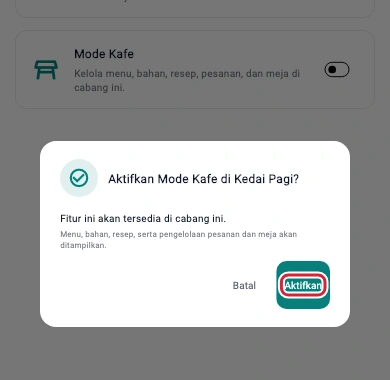 Mode Kafe
Kelola menu, bahan, resep, pesanan, dan meja di
cabang ini.
Aktifkan Mode Kafe di Kedai Pagi?
Fitur ini akan tersedia di cabang ini.
Menu, bahan, resep, serta pengelolaan pesanan dan meja akan
ditampilkan.
Batal
Aktifkan